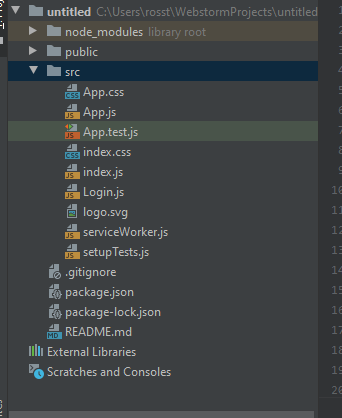 untitled C:\Users\rosst\WebstormProjects\untitled
node_modules library root
public
src
App.css
App.js
App.test.js
index.css
index.js
Login.js
logo.svg
serviceWorker.js
setupTests.js
.gitignore
package.json
package-lock.json
README.md
External Libraries
Scratches and Consoles